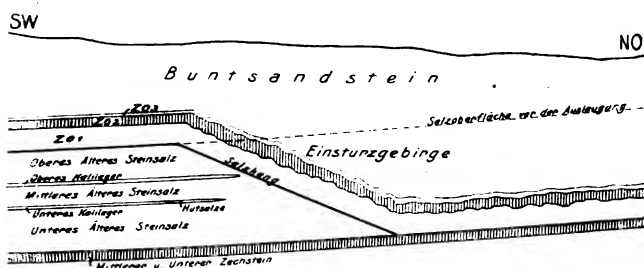 SW
NO
Buntsandstein
ZO3
ZO2
Salzoberfläche vor der Auslaugung
ZO1
Einsturzgebirge
Oberes Älteres Steinsalz
Salzhang
Oberes Kalilager
Mittleres Älteres Steinsalz
Unteres Kalilager
Hutsalze
Unteres Älteres Steinsalz
Mittlerer u. Unterer Zechstein